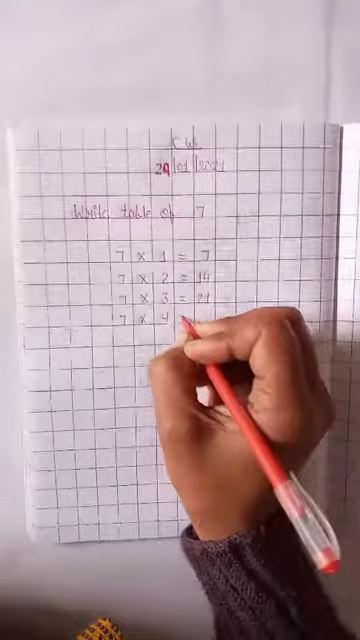 C.W.
29/01/2021
Write table of 7
7 × 1 = 7
7 × 2 = 14
7 × 3 = 21
7 × 4